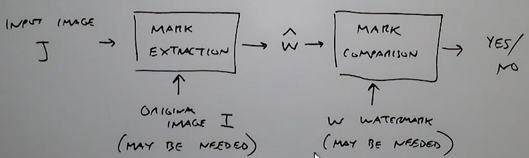 INPUT IMAGE
J
MARK
EXTRACTION
Ŵ
MARK
COMPARISON
YES/
NO
ORIGINAL
IMAGE I
(MAY BE NEEDED)
W WATERMARK
(MAY BE NEEDED)